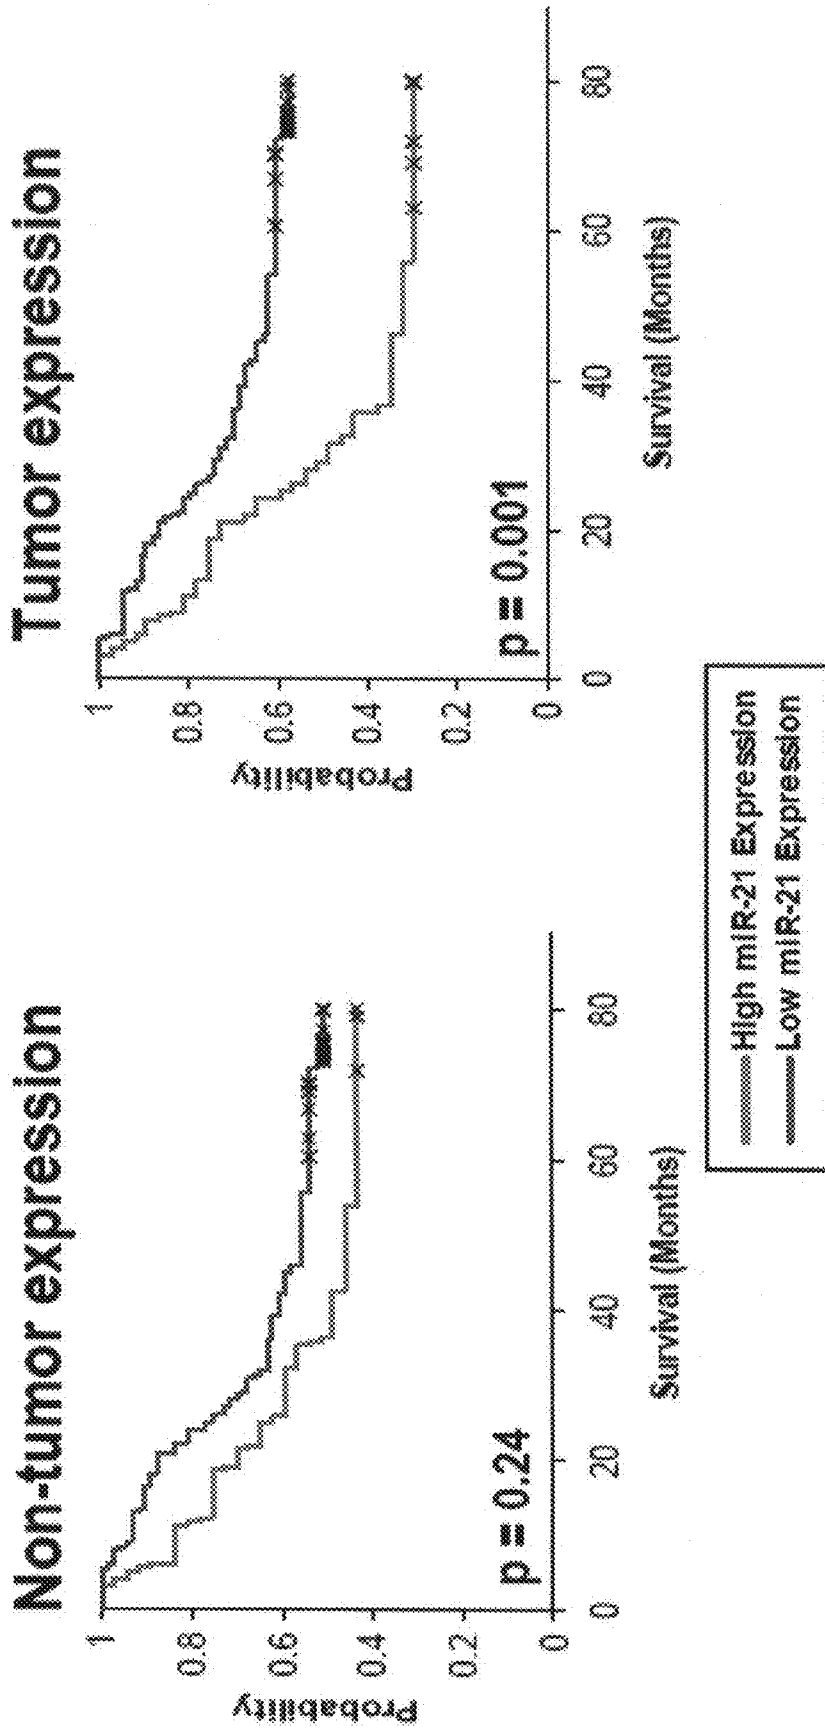 Non-tumor expression
Probability
1
0.8
0.6
0.4
0.2
0
p = 0.24
0
20
40
60
80
Survival (Months)
Tumor expression
Probability
1
0.8
0.6
0.4
0.2
0
p = 0.001
0
20
40
60
80
Survival (Months)
High miR-21 Expression
Low miR-21 Expression